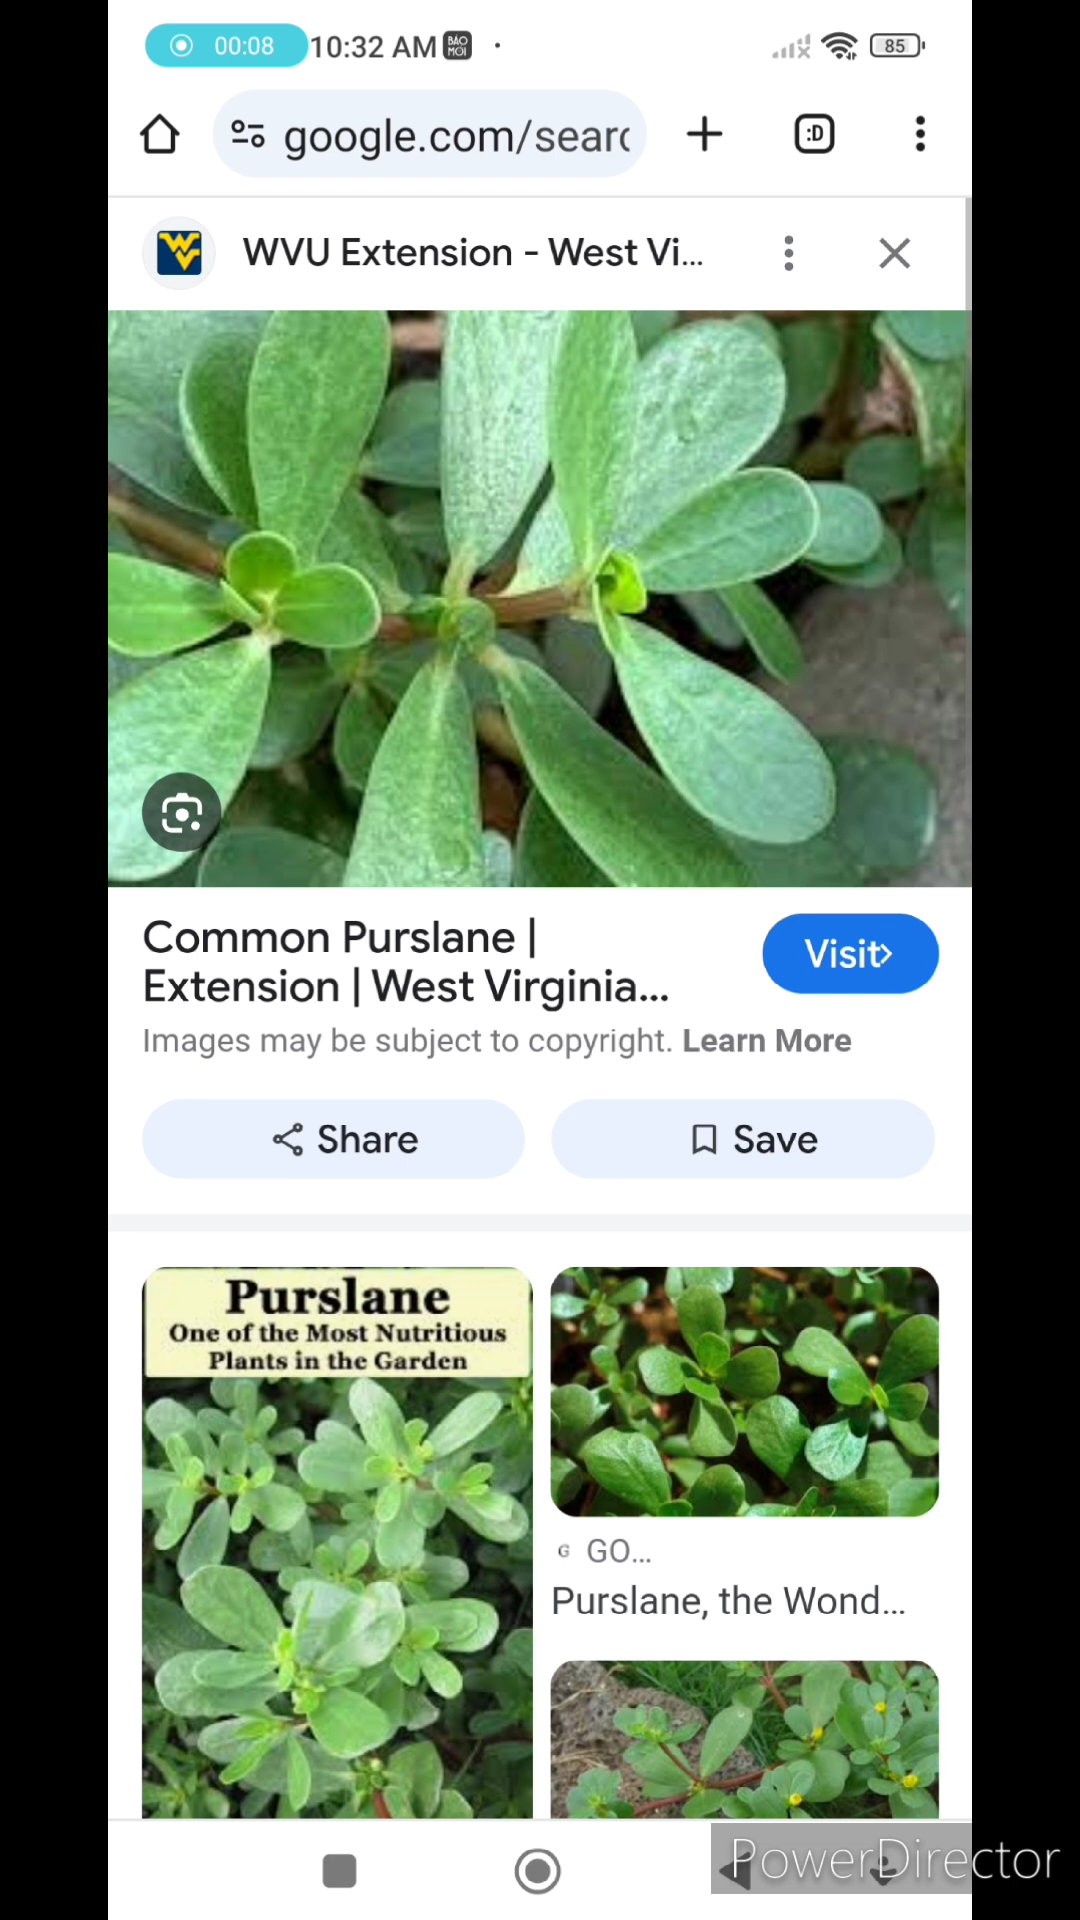 00:08 10:32 AM BÁO MỚI 85
google.com/searc
:D
WVU Extension - West Vi...
Common Purslane |
Extension | West Virginia...
Visit>
Images may be subject to copyright. Learn More
Share
Save
Purslane
One of the Most Nutritious
Plants in the Garden
G GO...
Purslane, the Wond...
PowerDirector